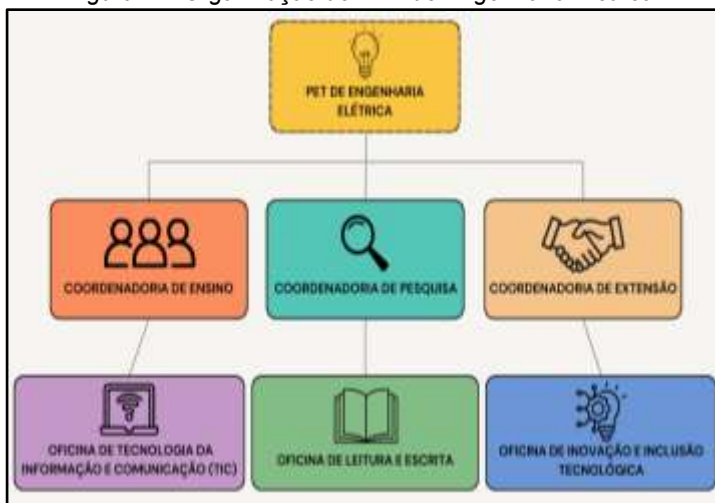 PET DE ENGENHARIA
ELÉTRICA
COORDENADORIA DE ENSINO
COORDENADORIA DE PESQUISA
COORDENADORIA DE EXTENSÃO
OFICINA DE TECNOLOGIA DA
INFORMAÇÃO E COMUNICAÇÃO (TIC)
OFICINA DE LEITURA E ESCRITA
OFICINA DE INOVAÇÃO E INCLUSÃO
TECNOLÓGICA